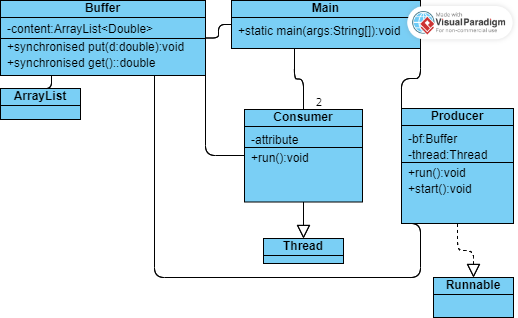 Buffer
-content:ArrayList<Double>
+synchronised put(d:double):void
+synchronised get()::double
Main
+static main(args:String[]):void
Made with
Visual Paradigm
For non-commercial use
ArrayList
2
Consumer
-attribute
+run():void
Producer
-bf:Buffer
-thread:Thread
+run():void
+start():void
Thread
Runnable